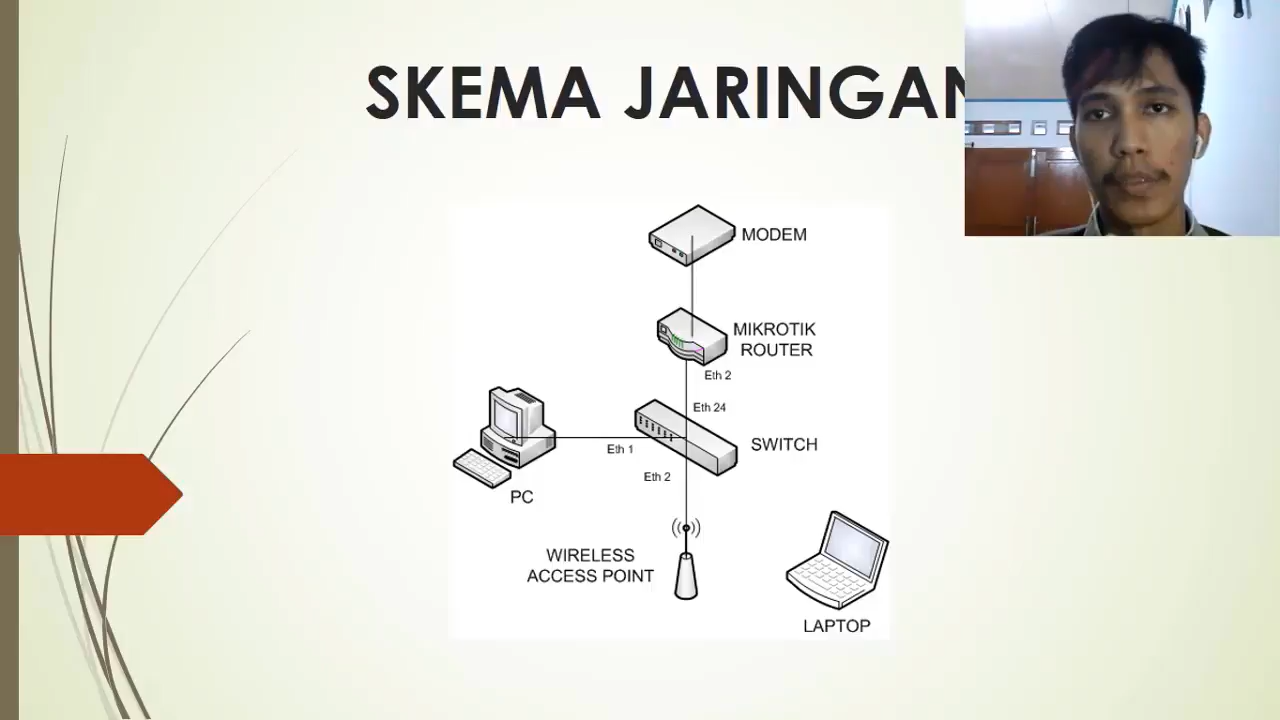 SKEMA JARINGAN
MODEM
MIKROTIK
ROUTER
Eth 2
Eth 24
SWITCH
Eth 1
Eth 2
PC
WIRELESS
ACCESS POINT
LAPTOP